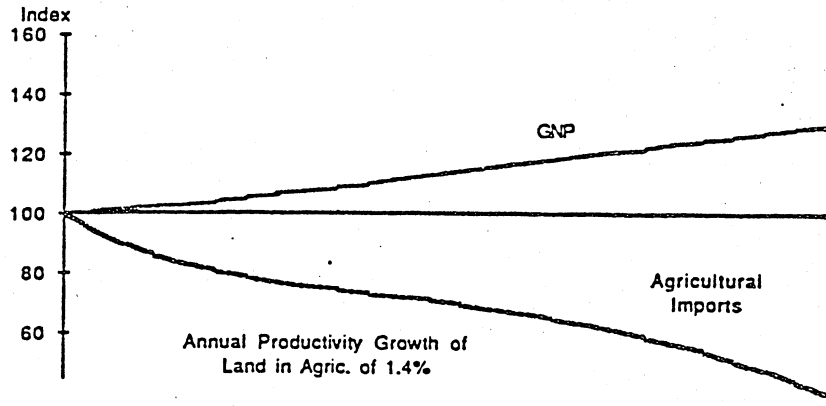 Index
160
140
GNP
120
100
80
Agricultural
Imports
60
Annual Productivity Growth of
Land in Agric. of 1.4%